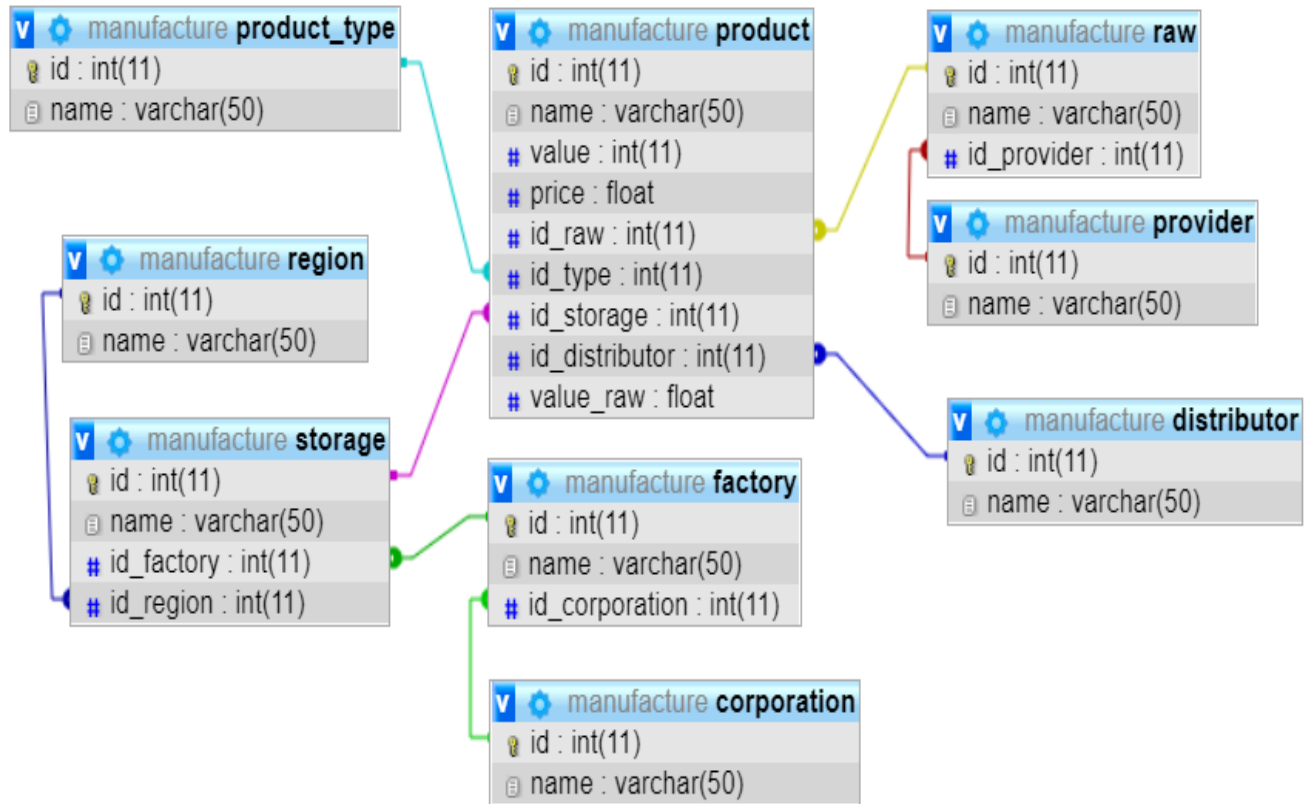 v manufacture product_type
id : int(11)
name : varchar(50)
v manufacture product
id : int(11)
name : varchar(50)
# value : int(11)
# price : float
# id_raw : int(11)
# id_type : int(11)
# id_storage : int(11)
# id_distributor : int(11)
# value_raw : float
v manufacture raw
id : int(11)
name : varchar(50)
# id_provider : int(11)
v manufacture provider
id : int(11)
name : varchar(50)
v manufacture region
id : int(11)
name : varchar(50)
v manufacture storage
id : int(11)
name : varchar(50)
# id_factory : int(11)
# id_region : int(11)
v manufacture factory
id : int(11)
name : varchar(50)
# id_corporation : int(11)
v manufacture distributor
id : int(11)
name : varchar(50)
v manufacture corporation
id : int(11)
name : varchar(50)